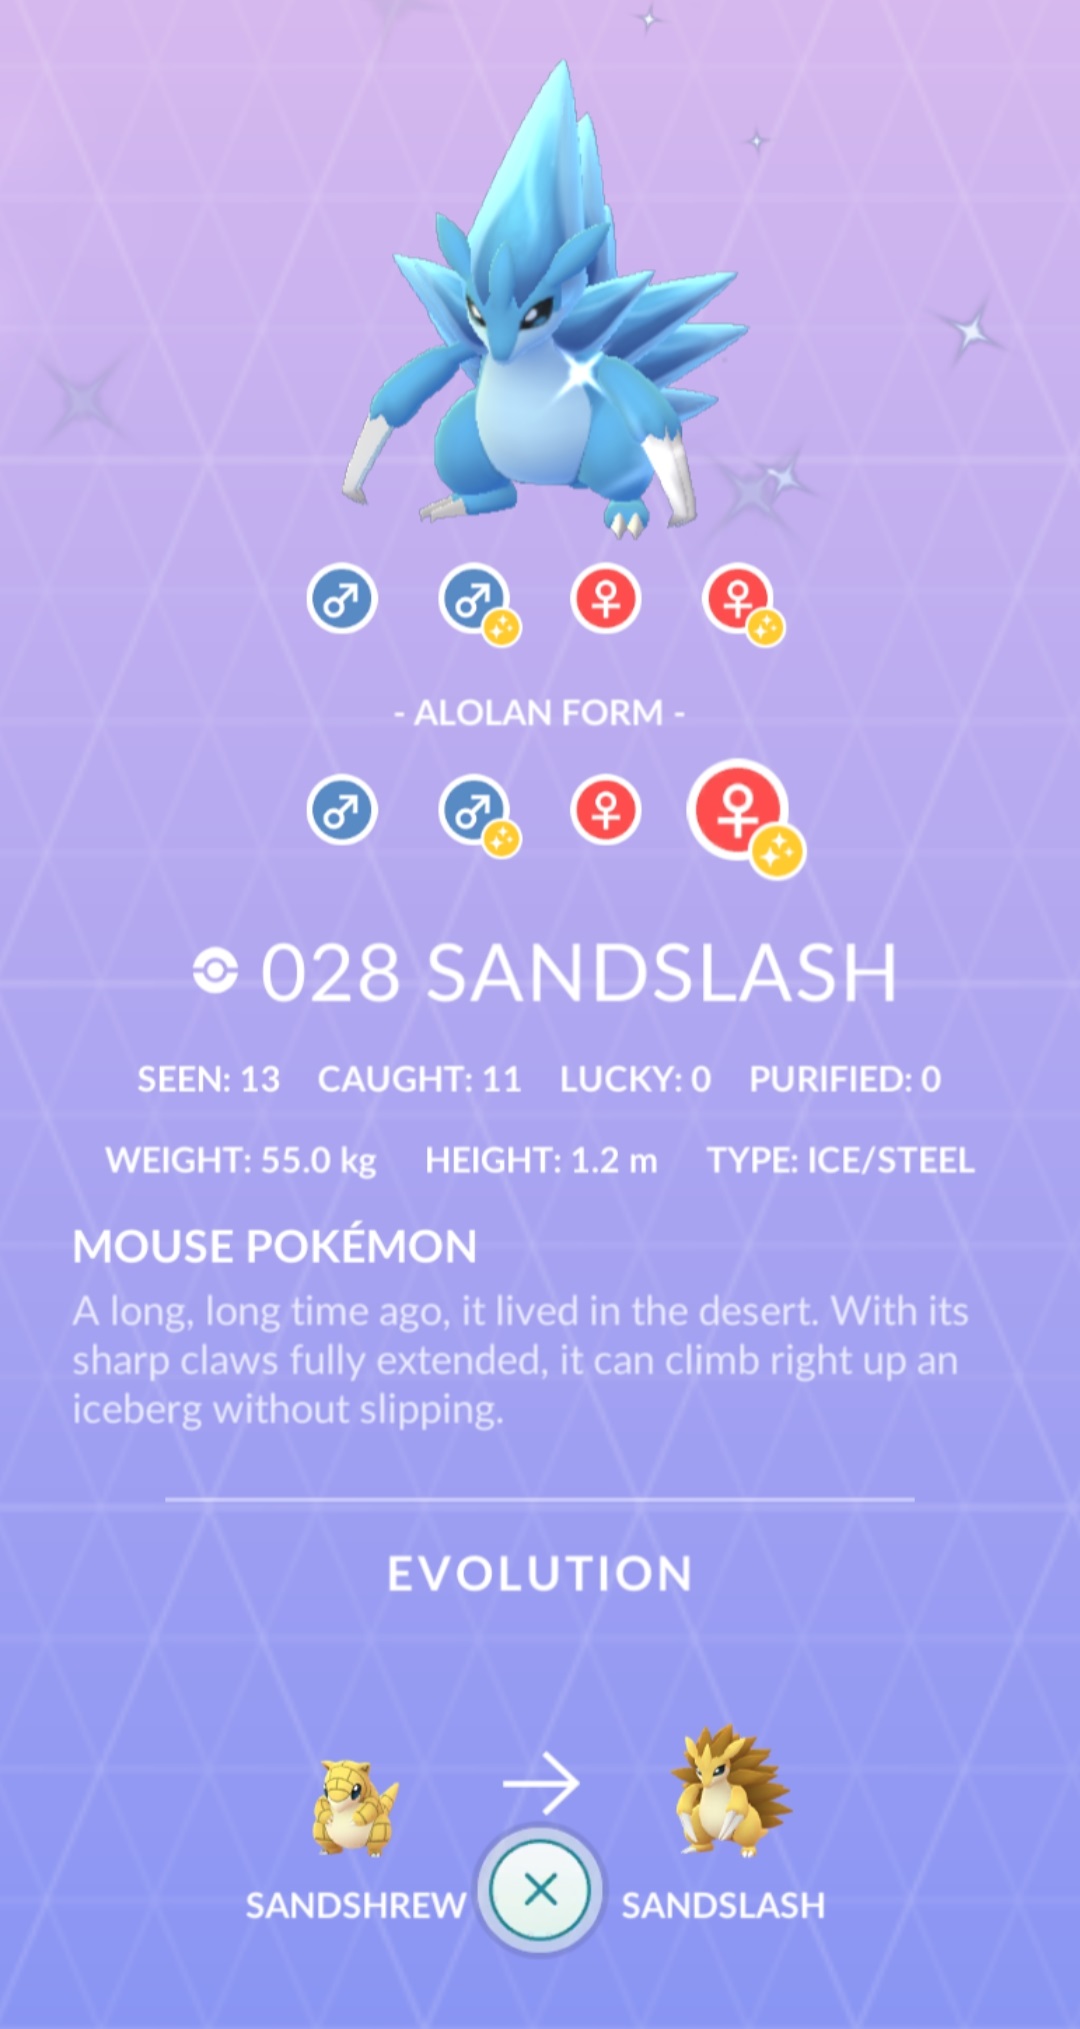 - ALOLAN FORM -
028 SANDSLASH
SEEN: 13 CAUGHT: 11 LUCKY: 0 PURIFIED: 0
WEIGHT: 55.0 kg HEIGHT: 1.2 m TYPE: ICE/STEEL
MOUSE POKÉMON
A long, long time ago, it lived in the desert. With its
sharp claws fully extended, it can climb right up an
iceberg without slipping.
EVOLUTION
SANDSHREW SANDSLASH